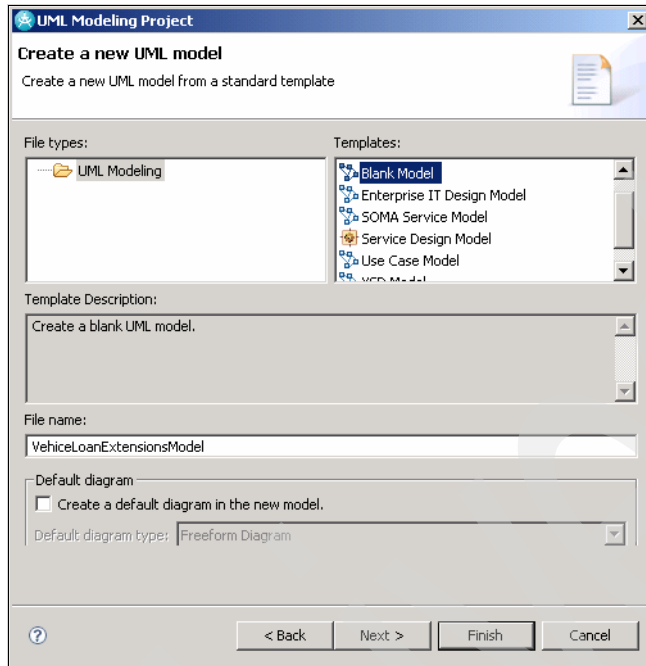 UML Modeling Project
Create a new UML model
Create a new UML model from a standard template
File types:
UML Modeling
Templates:
Blank Model
Enterprise IT Design Model
SOMA Service Model
Service Design Model
Use Case Model
XSD Model
Template Description:
Create a blank UML model.
File name:
VehiceLoanExtensionsModel
Default diagram
Create a default diagram in the new model.
Default diagram type: Freeform Diagram
? < Back Next > Finish Cancel